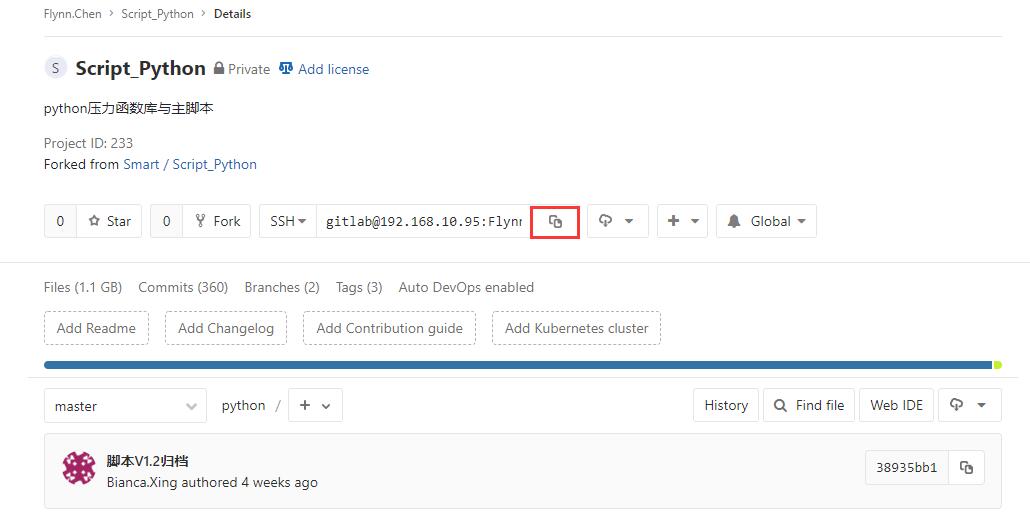 Flynn.Chen > Script_Python > Details
S Script_Python Private Add license
python压力函数库与主脚本
Project ID: 233
Forked from Smart / Script_Python
0 Star 0 Fork SSH gitlab@192.168.10.95:Flynn Global
Files (1.1 GB) Commits (360) Branches (2) Tags (3) Auto DevOps enabled
Add Readme Add Changelog Add Contribution guide Add Kubernetes cluster
master python / + History Find file Web IDE
脚本V1.2归档
Bianca.Xing authored 4 weeks ago
38935bb1